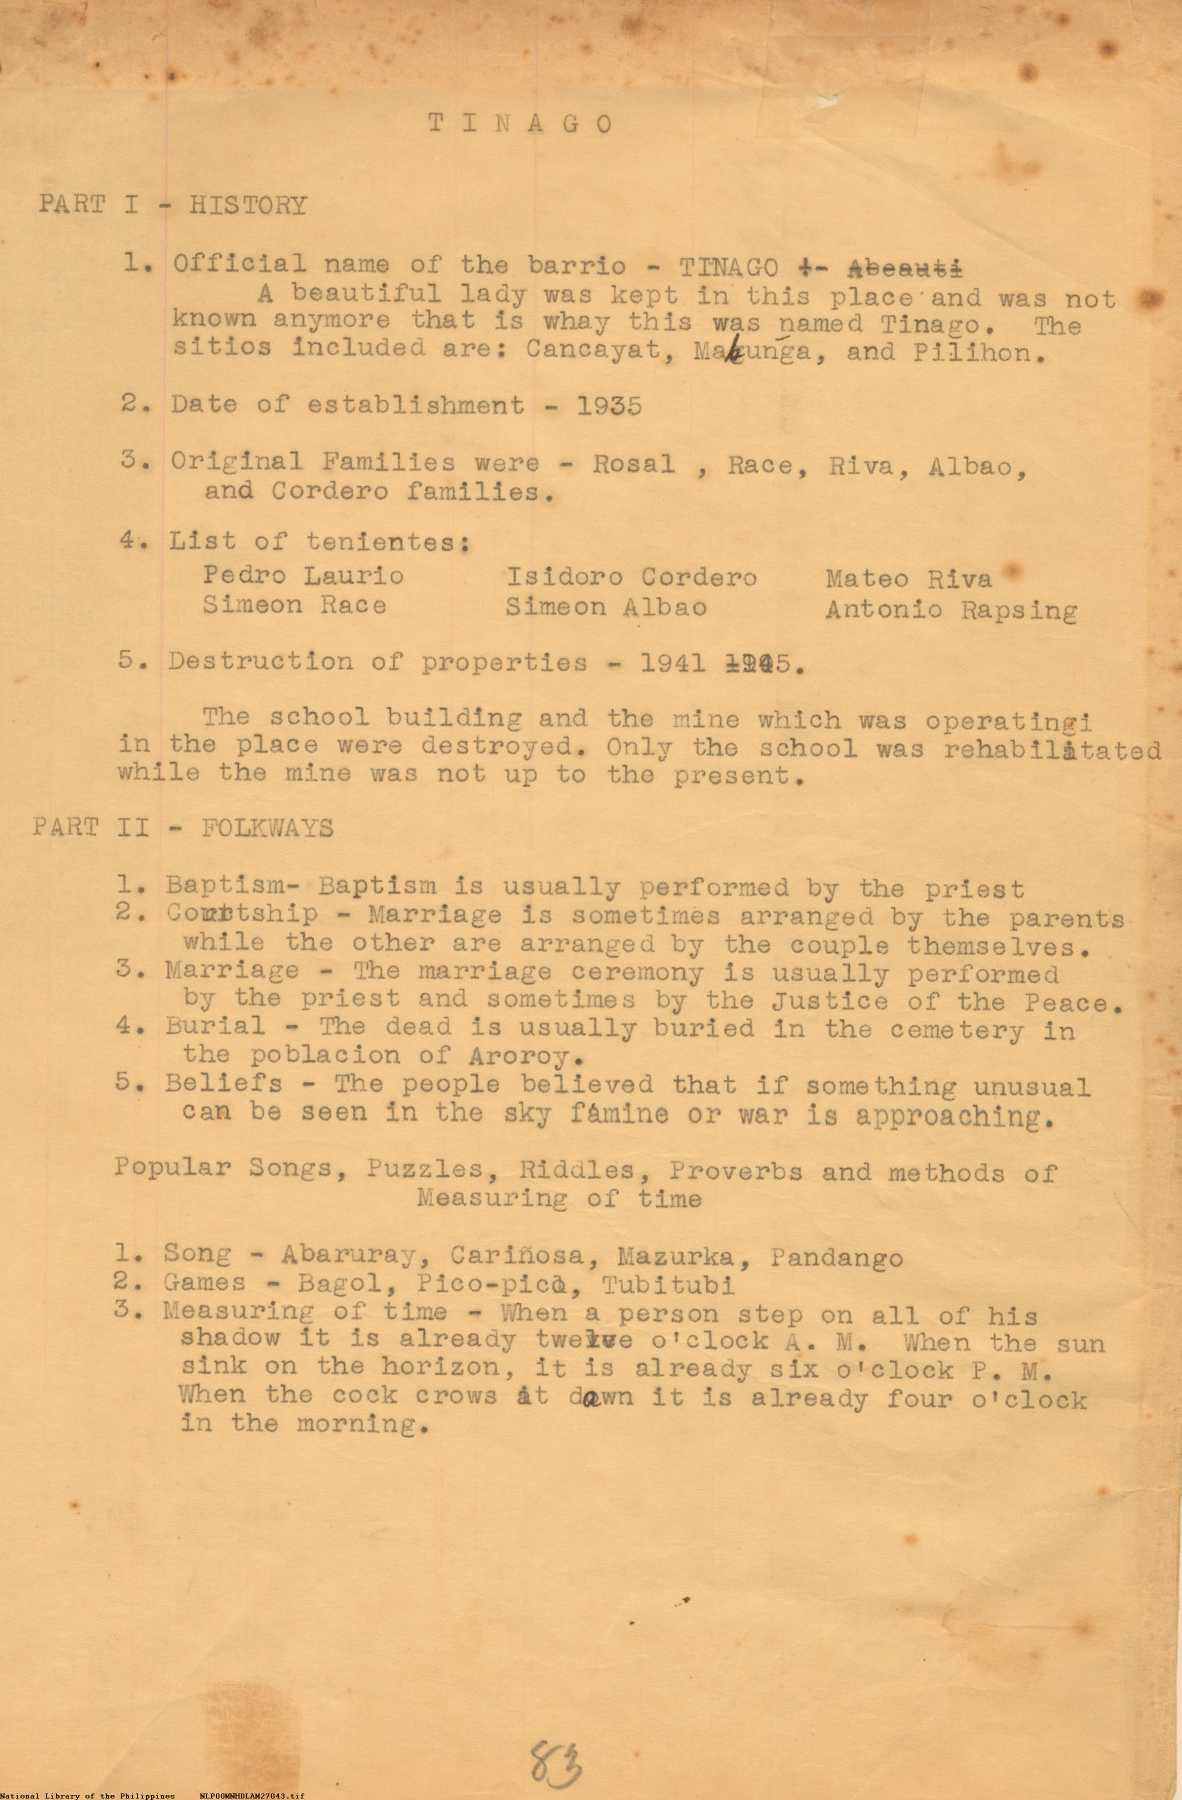 TINAGO
PART I - HISTORY
1. Official name of the barrio - TINAGO +- Abeauti
A beautiful lady was kept in this place and was not
known anymore that is whay this was named Tinago. The
sitios included are: Cancayat, Mabunga, and Pilihon.
2. Date of establishment - 1935
3. Original Families were - Rosal , Race, Riva, Albao,
and Cordero families.
4. List of tenientes:
Pedro Laurio Isidoro Cordero Mateo Riva
Simeon Race Simeon Albao Antonio Rapsing
5. Destruction of properties - 1941 1945.
The school building and the mine which was operatingi
in the place were destroyed. Only the school was rehabilitated
while the mine was not up to the present.
PART II - FOLKWAYS
1. Baptism- Baptism is usually performed by the priest
2. Courtship - Marriage is sometimes arranged by the parents
while the other are arranged by the couple themselves.
3. Marriage - The marriage ceremony is usually performed
by the priest and sometimes by the Justice of the Peace.
4. Burial - The dead is usually buried in the cemetery in
the poblacion of Aroroy.
5. Beliefs - The people believed that if something unusual
can be seen in the sky famine or war is approaching.
Popular Songs, Puzzles, Riddles, Proverbs and methods of
Measuring of time
1. Song - Abaruray, Cariñosa, Mazurka, Pandango
2. Games - Bagol, Pico-pico, Tubitubi
3. Measuring of time - When a person step on all of his
shadow it is already twelve o'clock A. M. When the sun
sink on the horizon, it is already six o'clock P. M.
When the cock crows at dawn it is already four o'clock
in the morning.
83
National Library of the Philippines NLP00MNHDLAM27043.tif